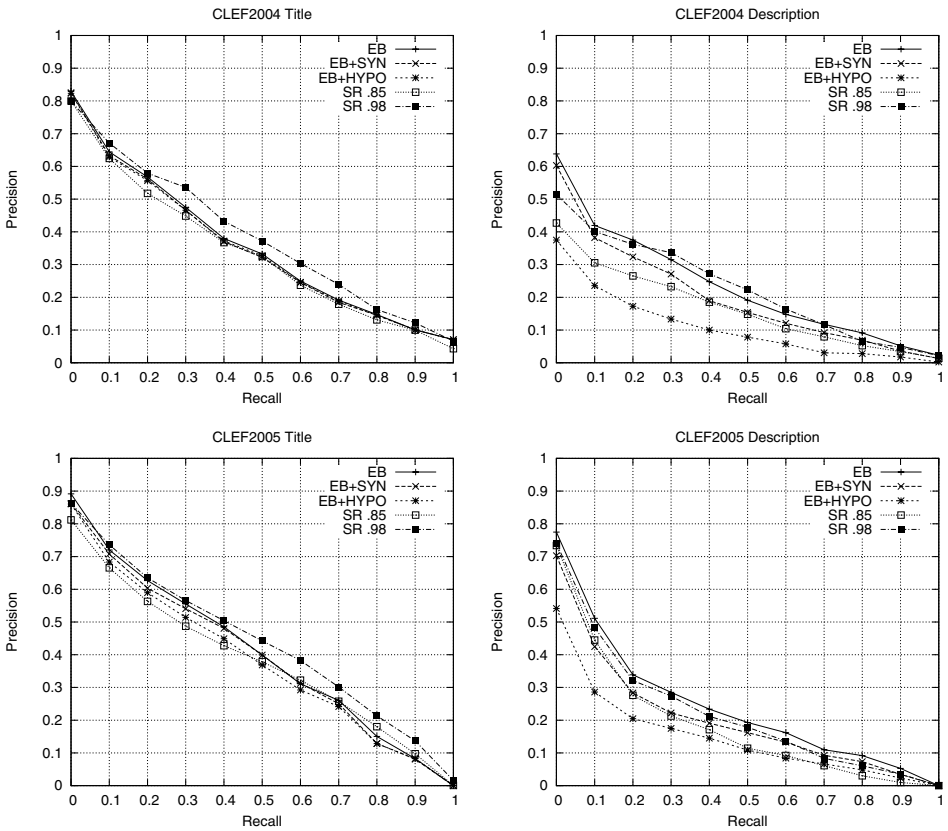 CLEF2004 Title
1
0.9
0.8
0.7
0.6
0.5
0.4
0.3
0.2
0.1
0
Precision
EB
EB+SYN
EB+HYPO
SR .85
SR .98
0 0.1 0.2 0.3 0.4 0.5 0.6 0.7 0.8 0.9 1
Recall
CLEF2004 Description
1
0.9
0.8
0.7
0.6
0.5
0.4
0.3
0.2
0.1
0
Precision
EB
EB+SYN
EB+HYPO
SR .85
SR .98
0 0.1 0.2 0.3 0.4 0.5 0.6 0.7 0.8 0.9 1
Recall
CLEF2005 Title
1
0.9
0.8
0.7
0.6
0.5
0.4
0.3
0.2
0.1
0
Precision
EB
EB+SYN
EB+HYPO
SR .85
SR .98
0 0.1 0.2 0.3 0.4 0.5 0.6 0.7 0.8 0.9 1
Recall
CLEF2005 Description
1
0.9
0.8
0.7
0.6
0.5
0.4
0.3
0.2
0.1
0
Precision
EB
EB+SYN
EB+HYPO
SR .85
SR .98
0 0.1 0.2 0.3 0.4 0.5 0.6 0.7 0.8 0.9 1
Recall